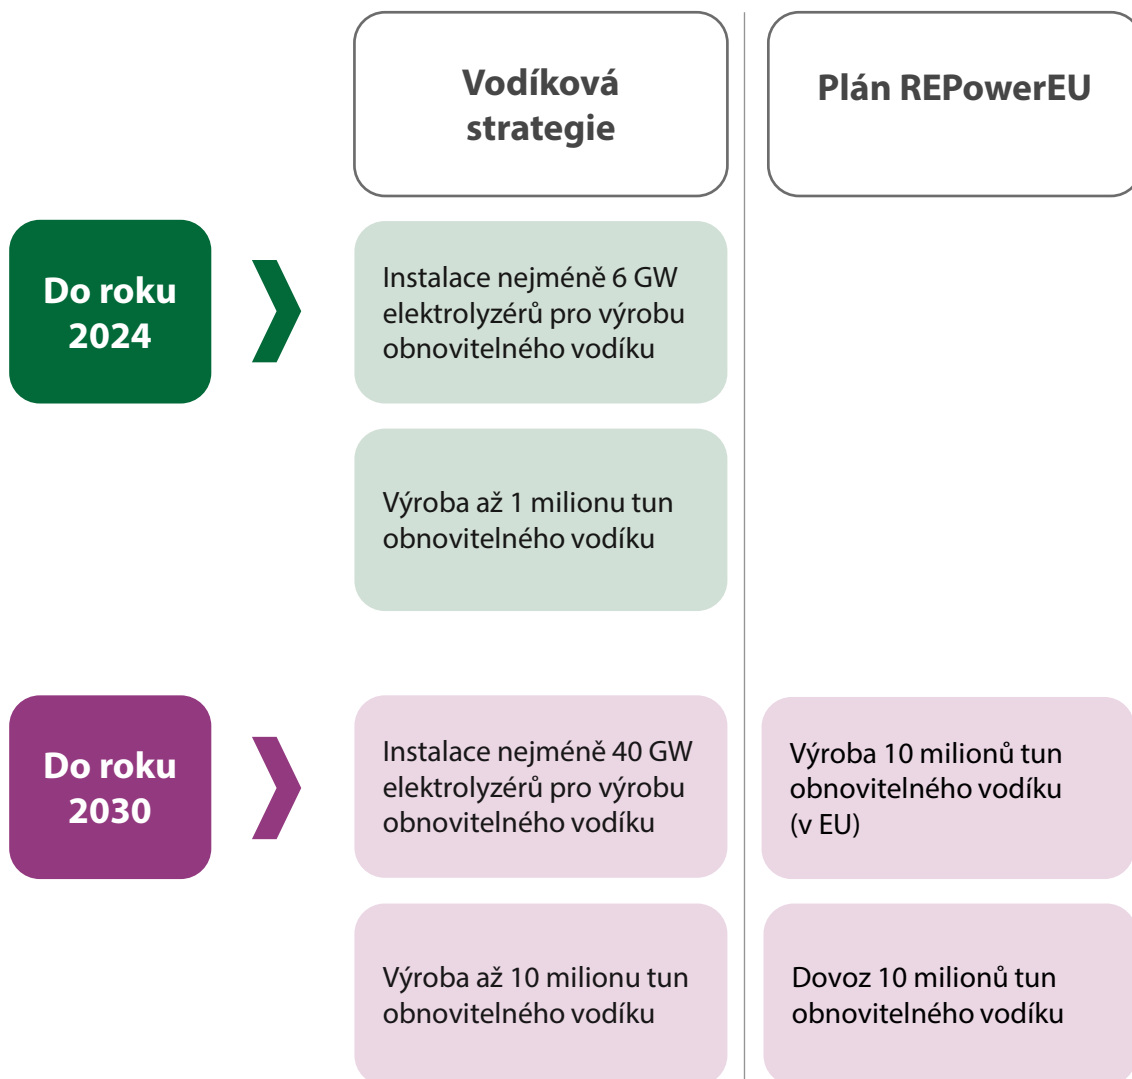 Vodíková
strategie
Plán REPowerEU
Do roku
2024
Instalace nejméně 6 GW
elektrolyzérů pro výrobu
obnovitelného vodíku
Výroba až 1 milionu tun
obnovitelného vodíku
Do roku
2030
Instalace nejméně 40 GW
elektrolyzérů pro výrobu
obnovitelného vodíku
Výroba 10 milionů tun
obnovitelného vodíku
(v EU)
Výroba až 10 milionu tun
obnovitelného vodíku
Dovoz 10 milionů tun
obnovitelného vodíku